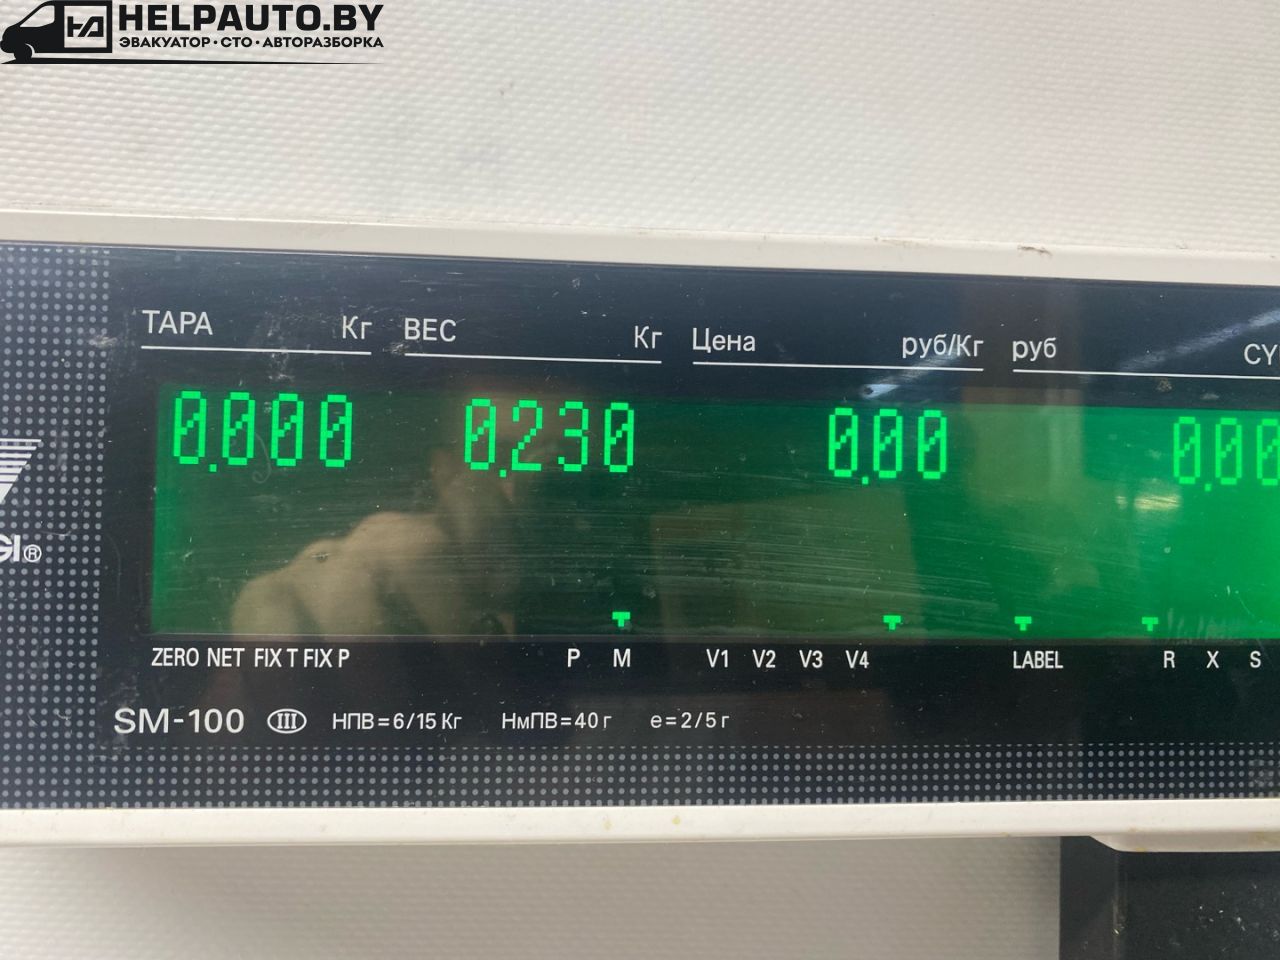 HELPAUTO.BY
ЭВАКУАТОР · СТО · АВТОРАЗБОРКА
ТАРА Кг ВЕС Кг Цена руб/Кг руб
0.000 0.230 0.00 0.00
ZERO NET FIX T FIX P P M V1 V2 V3 V4 LABEL R X S
SM-100 III НПВ=6/15 Кг НмПВ=40 г e=2/5 г